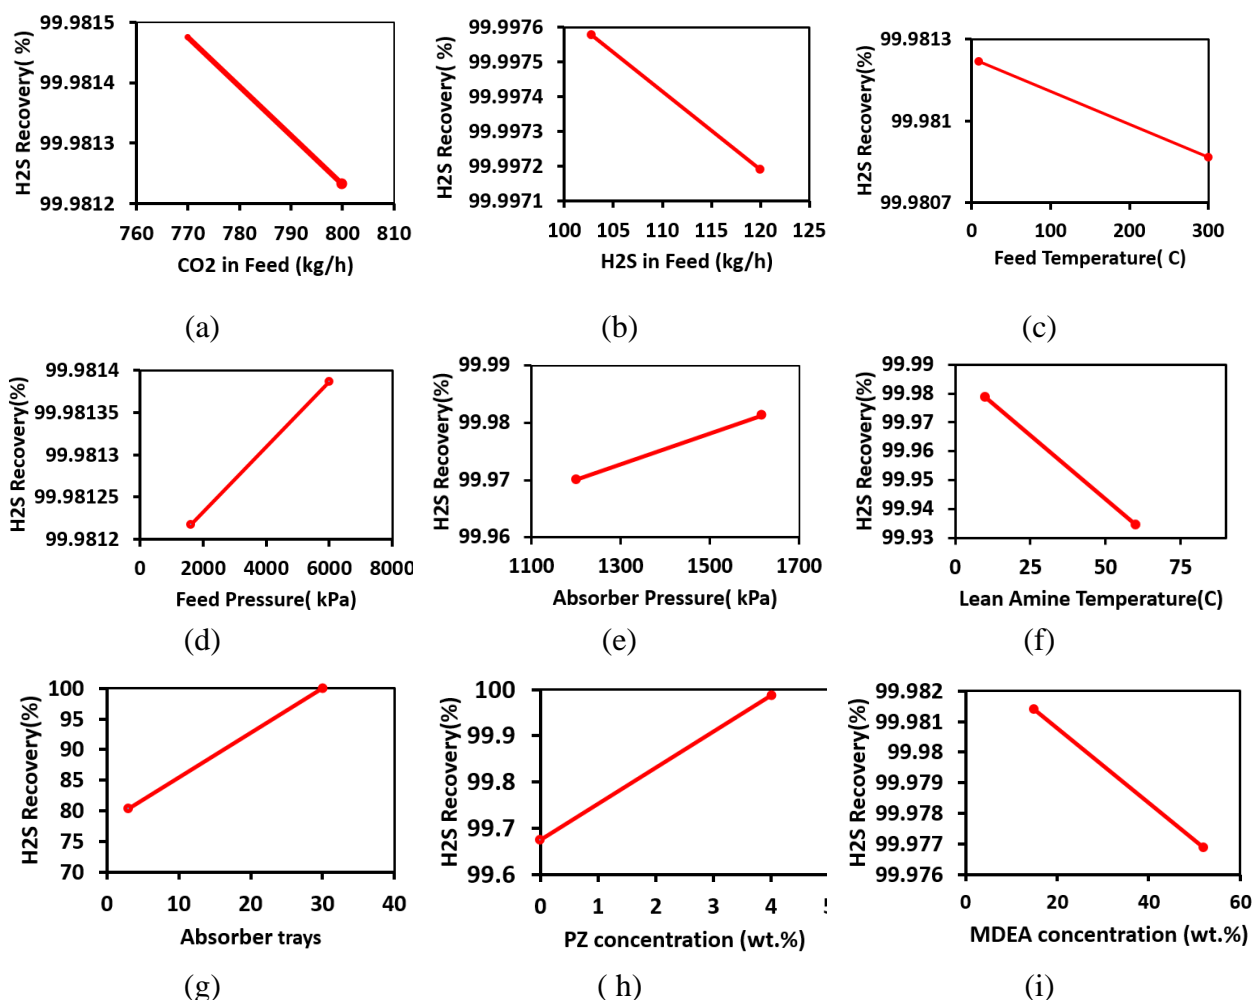 H2S Recovery( %)
99.9815
99.9814
99.9813
99.9812
760 770 780 790 800 810
CO2 in Feed (kg/h)
(a)
H2S Recovery( %)
99.9976
99.9975
99.9974
99.9973
99.9972
99.9971
100 105 110 115 120 125
H2S in Feed (kg/h)
(b)
H2S Recovery(%)
99.9813
99.981
99.9807
0 100 200 300
Feed Temperature( C)
(c)
H2S Recovery(%)
99.9814
99.98135
99.9813
99.98125
99.9812
0 2000 4000 6000 8000
Feed Pressure( kPa)
(d)
H2S Recovery(%)
99.99
99.98
99.97
99.96
1100 1300 1500 1700
Absorber Pressure( kPa)
(e)
H2S Recovery(%)
99.99
99.98
99.97
99.96
99.95
99.94
99.93
0 25 50 75
Lean Amine Temperature(C)
(f)
H2S Recovery(%)
100
95
90
85
80
75
70
0 10 20 30 40
Absorber trays
(g)
H2S Recovery(%)
100
99.9
99.8
99.7
99.6
0 1 2 3 4
PZ concentration (wt.%)
( h)
H2S Recovery(%)
99.982
99.981
99.98
99.979
99.978
99.977
99.976
0 20 40 60
MDEA concentration (wt.%)
(i)